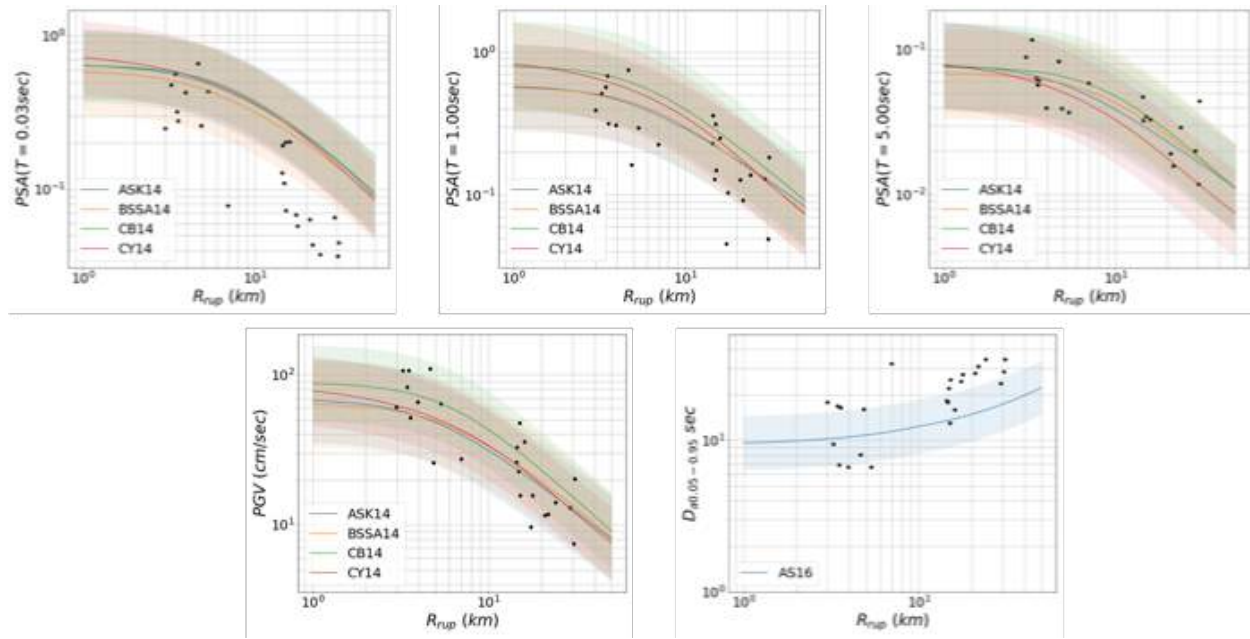 PSA(T = 0.03sec)
10⁰
10⁻¹
ASK14
BSSA14
CB14
CY14
10⁰
10¹
R_rup (km)
PSA(T = 1.00sec)
10⁰
10⁻¹
ASK14
BSSA14
CB14
CY14
10⁰
10¹
R_rup (km)
PSA(T = 5.00sec)
10⁻¹
10⁻²
ASK14
BSSA14
CB14
CY14
10⁰
10¹
R_rup (km)
PGV (cm/sec)
10²
10¹
ASK14
BSSA14
CB14
CY14
10⁰
10¹
R_rup (km)
D_a0.05−0.95 sec
10¹
10⁰
AS16
10⁰
10¹
R_rup (km)